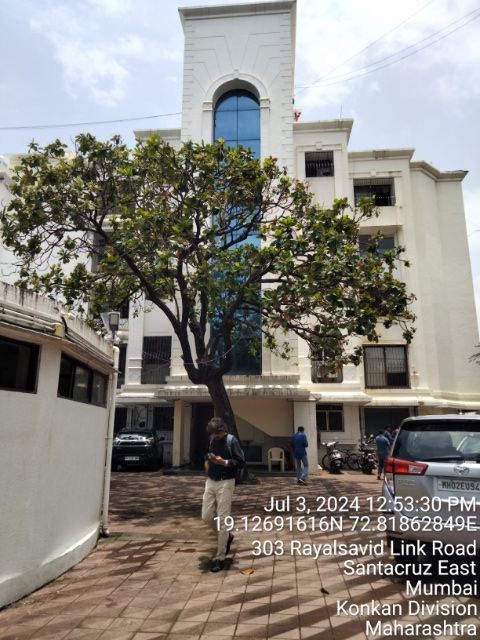 MH02EU94
Jul 3, 2024 12:53:30 PM
19.12691616N 72.81862849E
303 Rayalsavid Link Road
Santacruz East
Mumbai
Konkan Division
Maharashtra